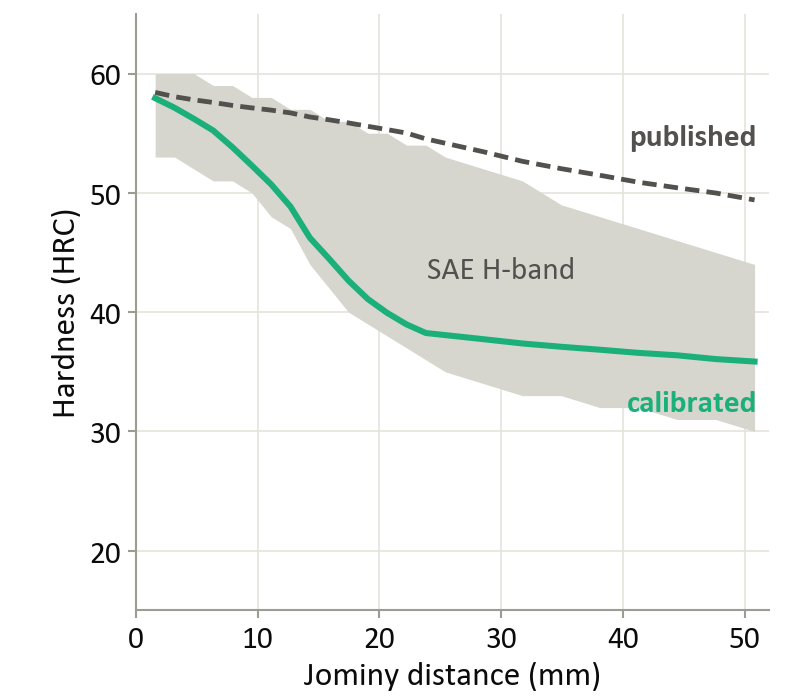 60
50
40
30
20
Hardness (HRC)
published
SAE H-band
calibrated
0 10 20 30 40 50
Jominy distance (mm)